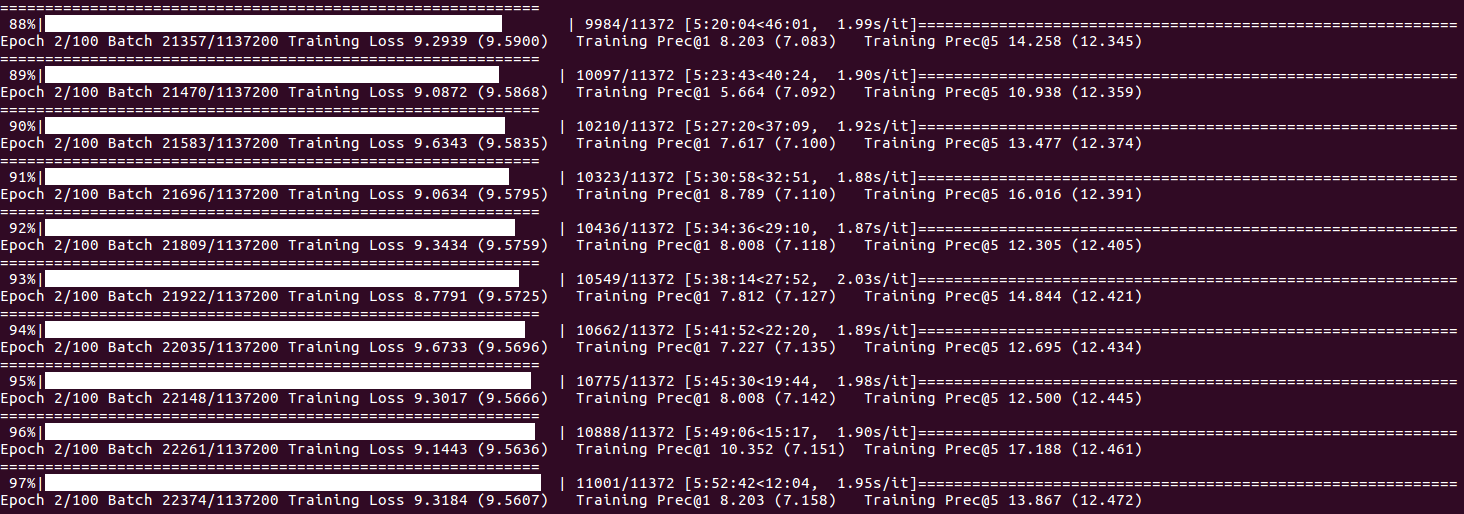 ============================================================
88%| | 9984/11372 [5:20:04<46:01, 1.99s/it]============================================================
Epoch 2/100 Batch 21357/1137200 Training Loss 9.2939 (9.5900) Training Prec@1 8.203 (7.083) Training Prec@5 14.258 (12.345)
============================================================
89%| | 10097/11372 [5:23:43<40:24, 1.90s/it]============================================================
Epoch 2/100 Batch 21470/1137200 Training Loss 9.0872 (9.5868) Training Prec@1 5.664 (7.092) Training Prec@5 10.938 (12.359)
============================================================
90%| | 10210/11372 [5:27:20<37:09, 1.92s/it]============================================================
Epoch 2/100 Batch 21583/1137200 Training Loss 9.6343 (9.5835) Training Prec@1 7.617 (7.100) Training Prec@5 13.477 (12.374)
============================================================
91%| | 10323/11372 [5:30:58<32:51, 1.88s/it]============================================================
Epoch 2/100 Batch 21696/1137200 Training Loss 9.0634 (9.5795) Training Prec@1 8.789 (7.110) Training Prec@5 16.016 (12.391)
============================================================
92%| | 10436/11372 [5:34:36<29:10, 1.87s/it]============================================================
Epoch 2/100 Batch 21809/1137200 Training Loss 9.3434 (9.5759) Training Prec@1 8.008 (7.118) Training Prec@5 12.305 (12.405)
============================================================
93%| | 10549/11372 [5:38:14<27:52, 2.03s/it]============================================================
Epoch 2/100 Batch 21922/1137200 Training Loss 8.7791 (9.5725) Training Prec@1 7.812 (7.127) Training Prec@5 14.844 (12.421)
============================================================
94%| | 10662/11372 [5:41:52<22:20, 1.89s/it]============================================================
Epoch 2/100 Batch 22035/1137200 Training Loss 9.6733 (9.5696) Training Prec@1 7.227 (7.135) Training Prec@5 12.695 (12.434)
============================================================
95%| | 10775/11372 [5:45:30<19:44, 1.98s/it]============================================================
Epoch 2/100 Batch 22148/1137200 Training Loss 9.3017 (9.5666) Training Prec@1 8.008 (7.142) Training Prec@5 12.500 (12.445)
============================================================
96%| | 10888/11372 [5:49:06<15:17, 1.90s/it]============================================================
Epoch 2/100 Batch 22261/1137200 Training Loss 9.1443 (9.5636) Training Prec@1 10.352 (7.151) Training Prec@5 17.188 (12.461)
============================================================
97%| | 11001/11372 [5:52:42<12:04, 1.95s/it]============================================================
Epoch 2/100 Batch 22374/1137200 Training Loss 9.3184 (9.5607) Training Prec@1 8.203 (7.158) Training Prec@5 13.867 (12.472)